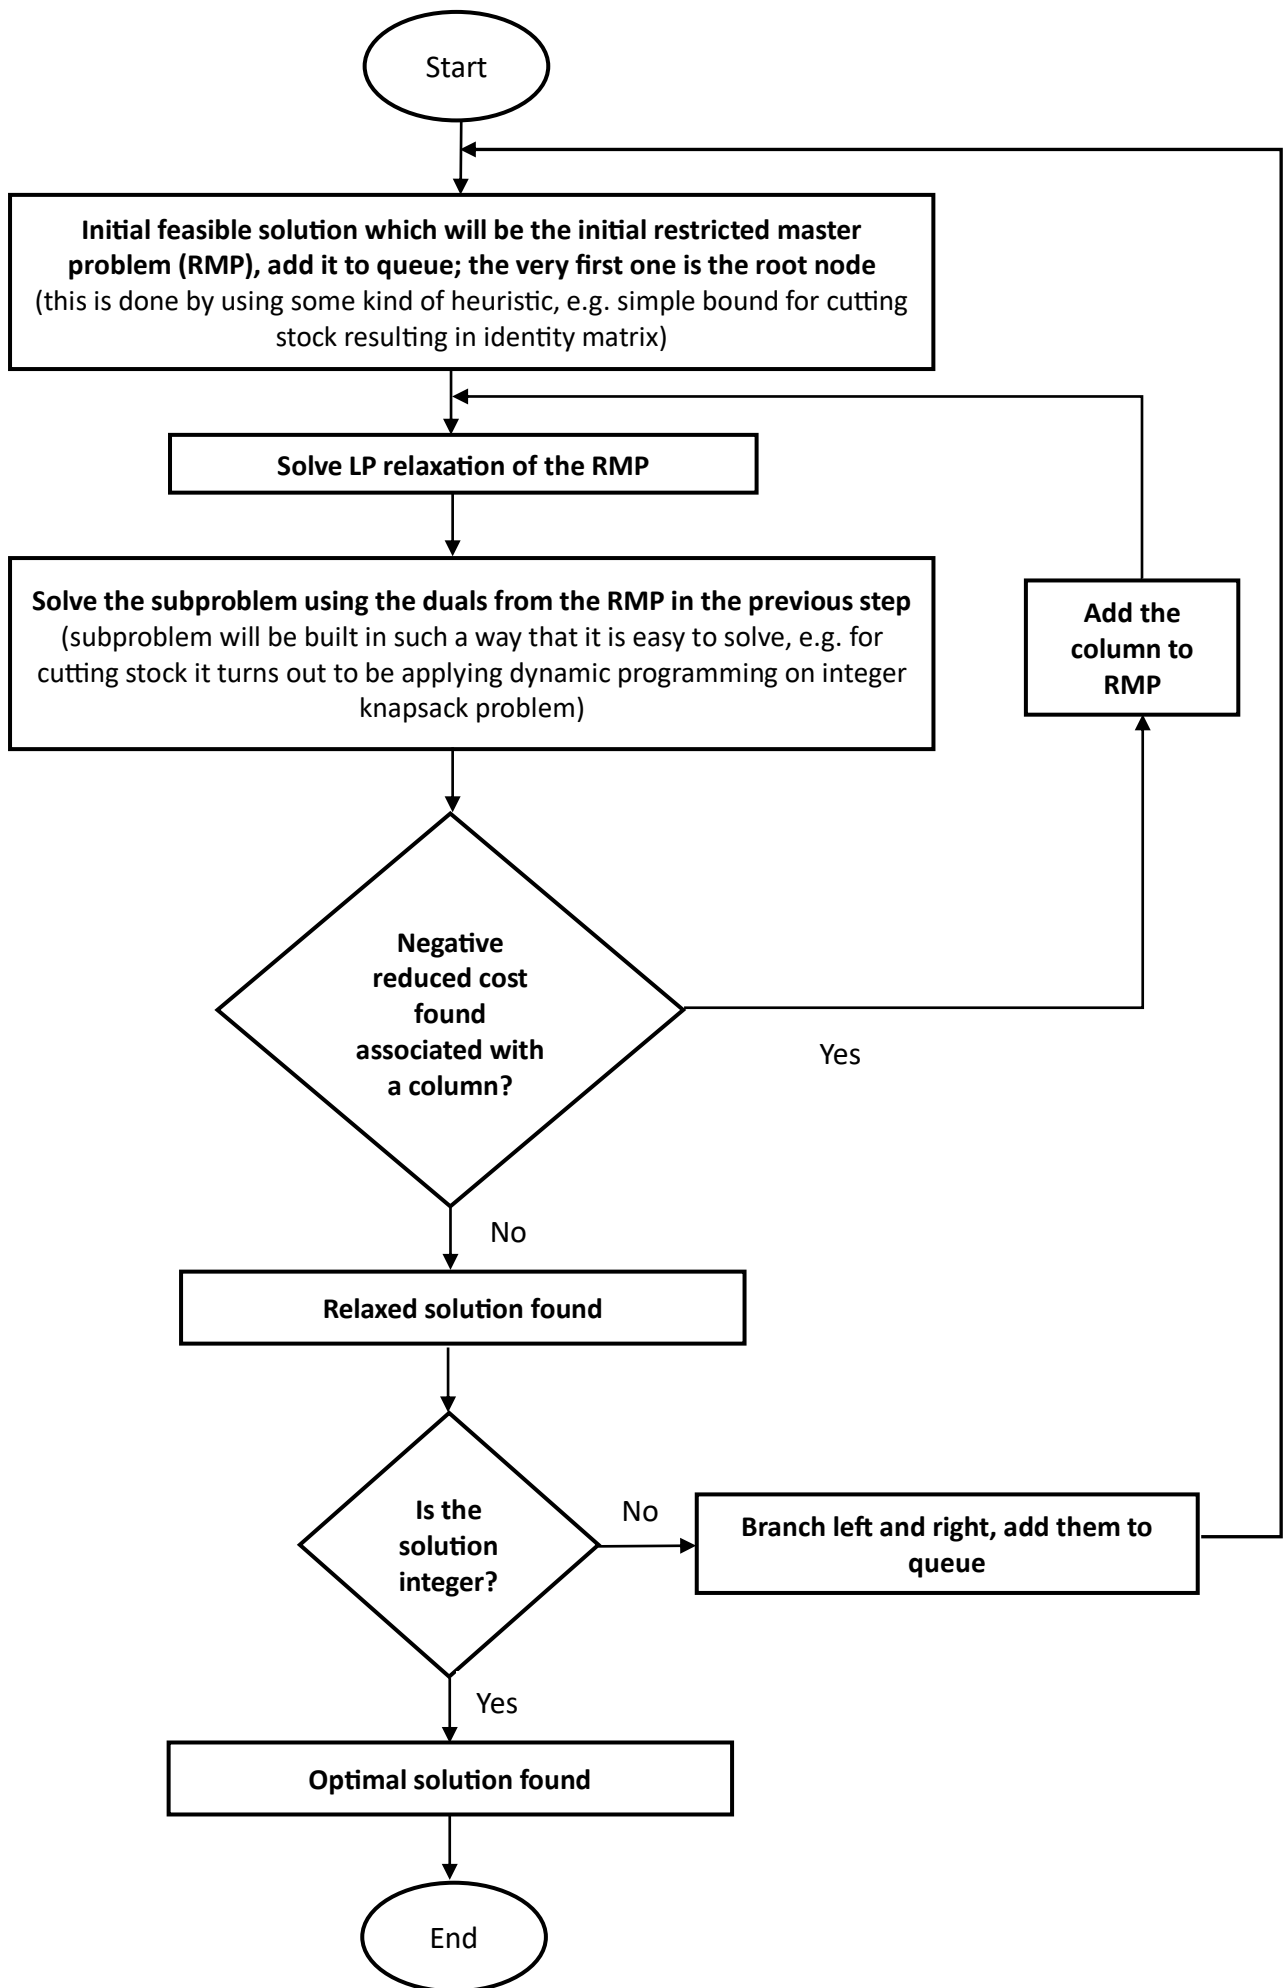 Start
Initial feasible solution which will be the initial restricted master
problem (RMP), add it to queue; the very first one is the root node
(this is done by using some kind of heuristic, e.g. simple bound for cutting
stock resulting in identity matrix)
Solve LP relaxation of the RMP
Solve the subproblem using the duals from the RMP in the previous step
(subproblem will be built in such a way that it is easy to solve, e.g. for
cutting stock it turns out to be applying dynamic programming on integer
knapsack problem)
Add the
column to
RMP
Negative
reduced cost
found
associated with
a column?
Yes
No
Relaxed solution found
Is the
solution
integer?
No
Branch left and right, add them to
queue
Yes
Optimal solution found
End